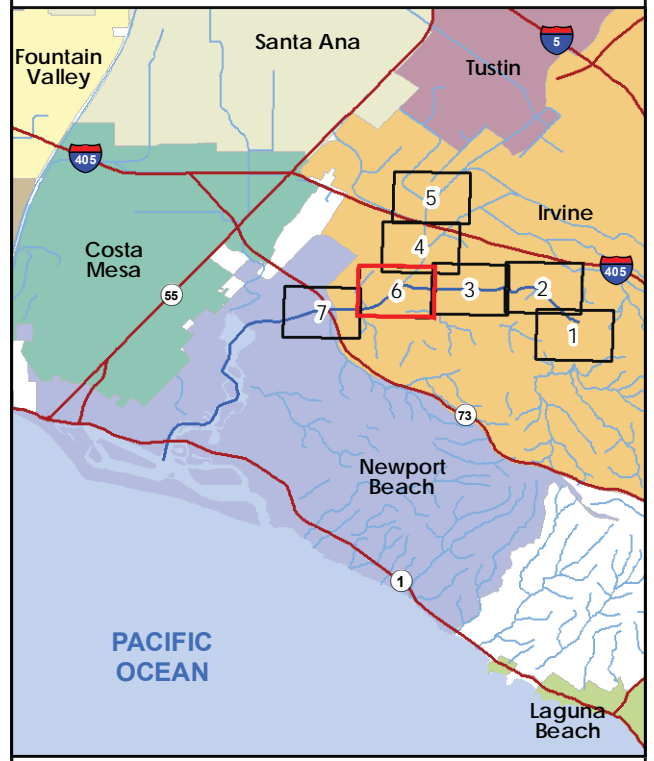 Santa Ana
Fountain
Valley
Tustin
5
405
5
Irvine
4
Costa
Mesa
405
55
6
3
2
7
1
73
Newport
Beach
1
PACIFIC
OCEAN
Laguna
Beach